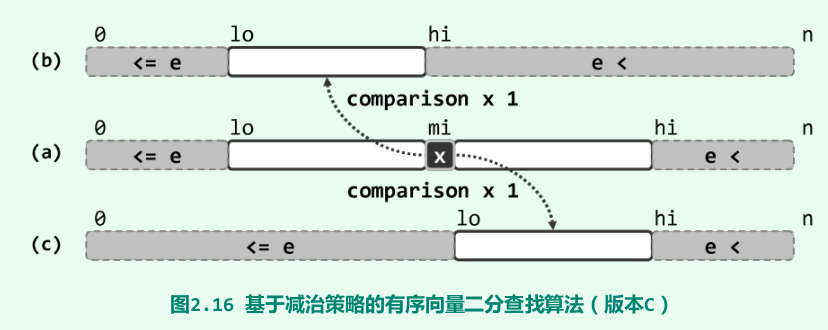 0 lo hi n
(b) <= e e <
comparison x 1
0 lo mi hi n
(a) <= e x e <
comparison x 1
0 lo hi n
(c) <= e e <
图2.16 基于减治策略的有序向量二分查找算法（版本C）